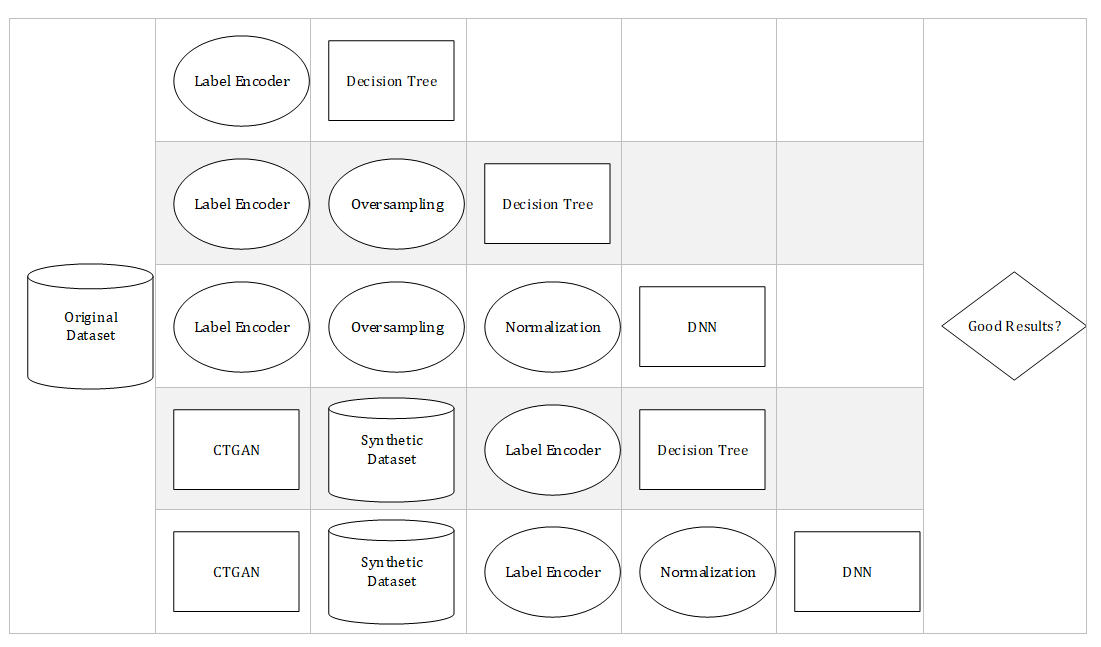 Label Encoder
Decision Tree
Label Encoder
Oversampling
Decision Tree
Original
Dataset
Label Encoder
Oversampling
Normalization
DNN
Good Results?
CTGAN
Synthetic
Dataset
Label Encoder
Decision Tree
CTGAN
Synthetic
Dataset
Label Encoder
Normalization
DNN